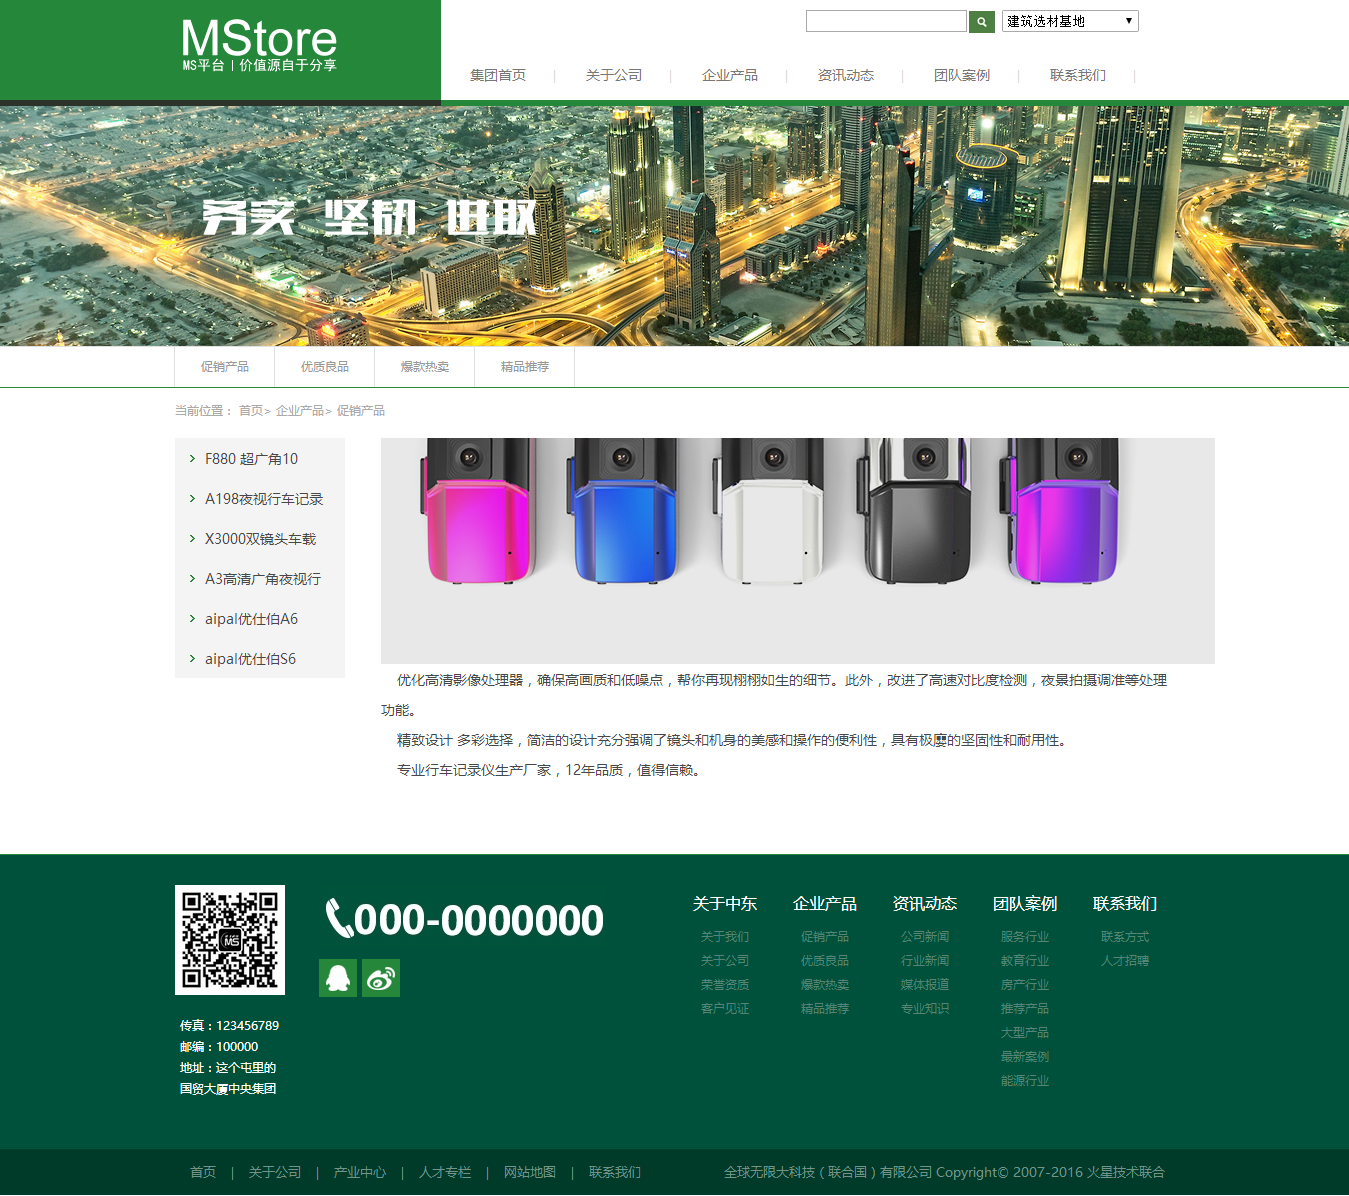 MStore
MS平台 | 价值源自于分享
建筑选材基地
集团首页 | 关于公司 | 企业产品 | 资讯动态 | 团队案例 | 联系我们 |
务实 坚韧 进取
促销产品 优质良品 爆款热卖 精品推荐
当前位置： 首页> 企业产品> 促销产品
F880 超广角10
A198夜视行车记录
X3000双镜头车载
A3高清广角夜视行
aipal优仕伯A6
aipal优仕伯S6
优化高清影像处理器，确保高画质和低噪点，帮你再现栩栩如生的细节。此外，改进了高速对比度检测，夜景拍摄调准等处理
功能。
精致设计 多彩选择，简洁的设计充分强调了镜头和机身的美感和操作的便利性，具有极麼的坚固性和耐用性。
专业行车记录仪生产厂家，12年品质，值得信赖。
MS
传真：123456789
邮编：100000
地址：这个屯里的
国贸大厦中央集团
000-0000000
关于中东
关于我们
关于公司
荣誉资质
客户见证
企业产品
促销产品
优质良品
爆款热卖
精品推荐
资讯动态
公司新闻
行业新闻
媒体报道
专业知识
团队案例
服务行业
教育行业
房产行业
推荐产品
大型产品
最新案例
能源行业
联系我们
联系方式
人才招聘
首页 | 关于公司 | 产业中心 | 人才专栏 | 网站地图 | 联系我们
全球无限大科技（联合国）有限公司 Copyright© 2007-2016 火星技术联合